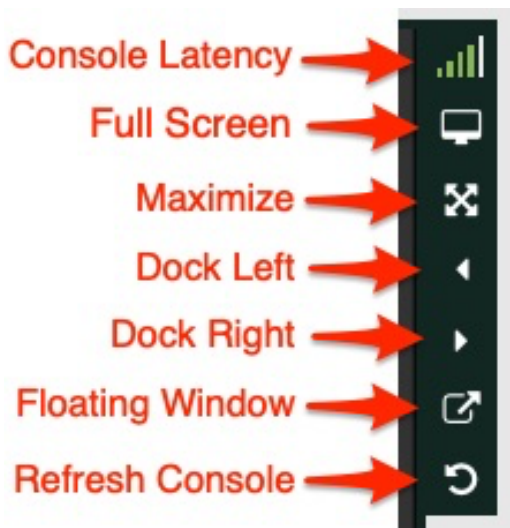 Console Latency
Full Screen
Maximize
Dock Left
Dock Right
Floating Window
Refresh Console